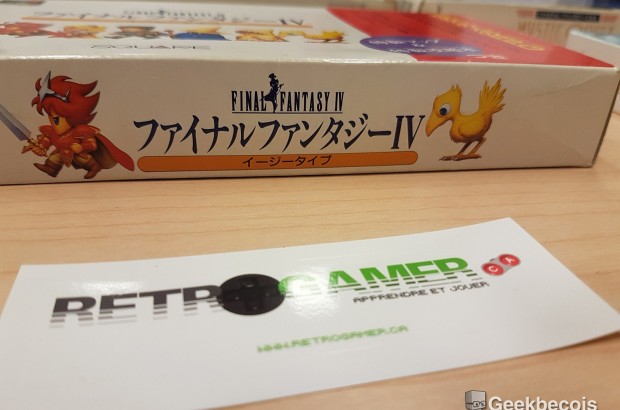 SQUARE
FINAL FANTASY IV
ファイナルファンタジーIV
イージータイプ
RETROGAMER
CA
APPRENDRE ET JOUER
WWW.RETROGAMER.CA
Geekbecois